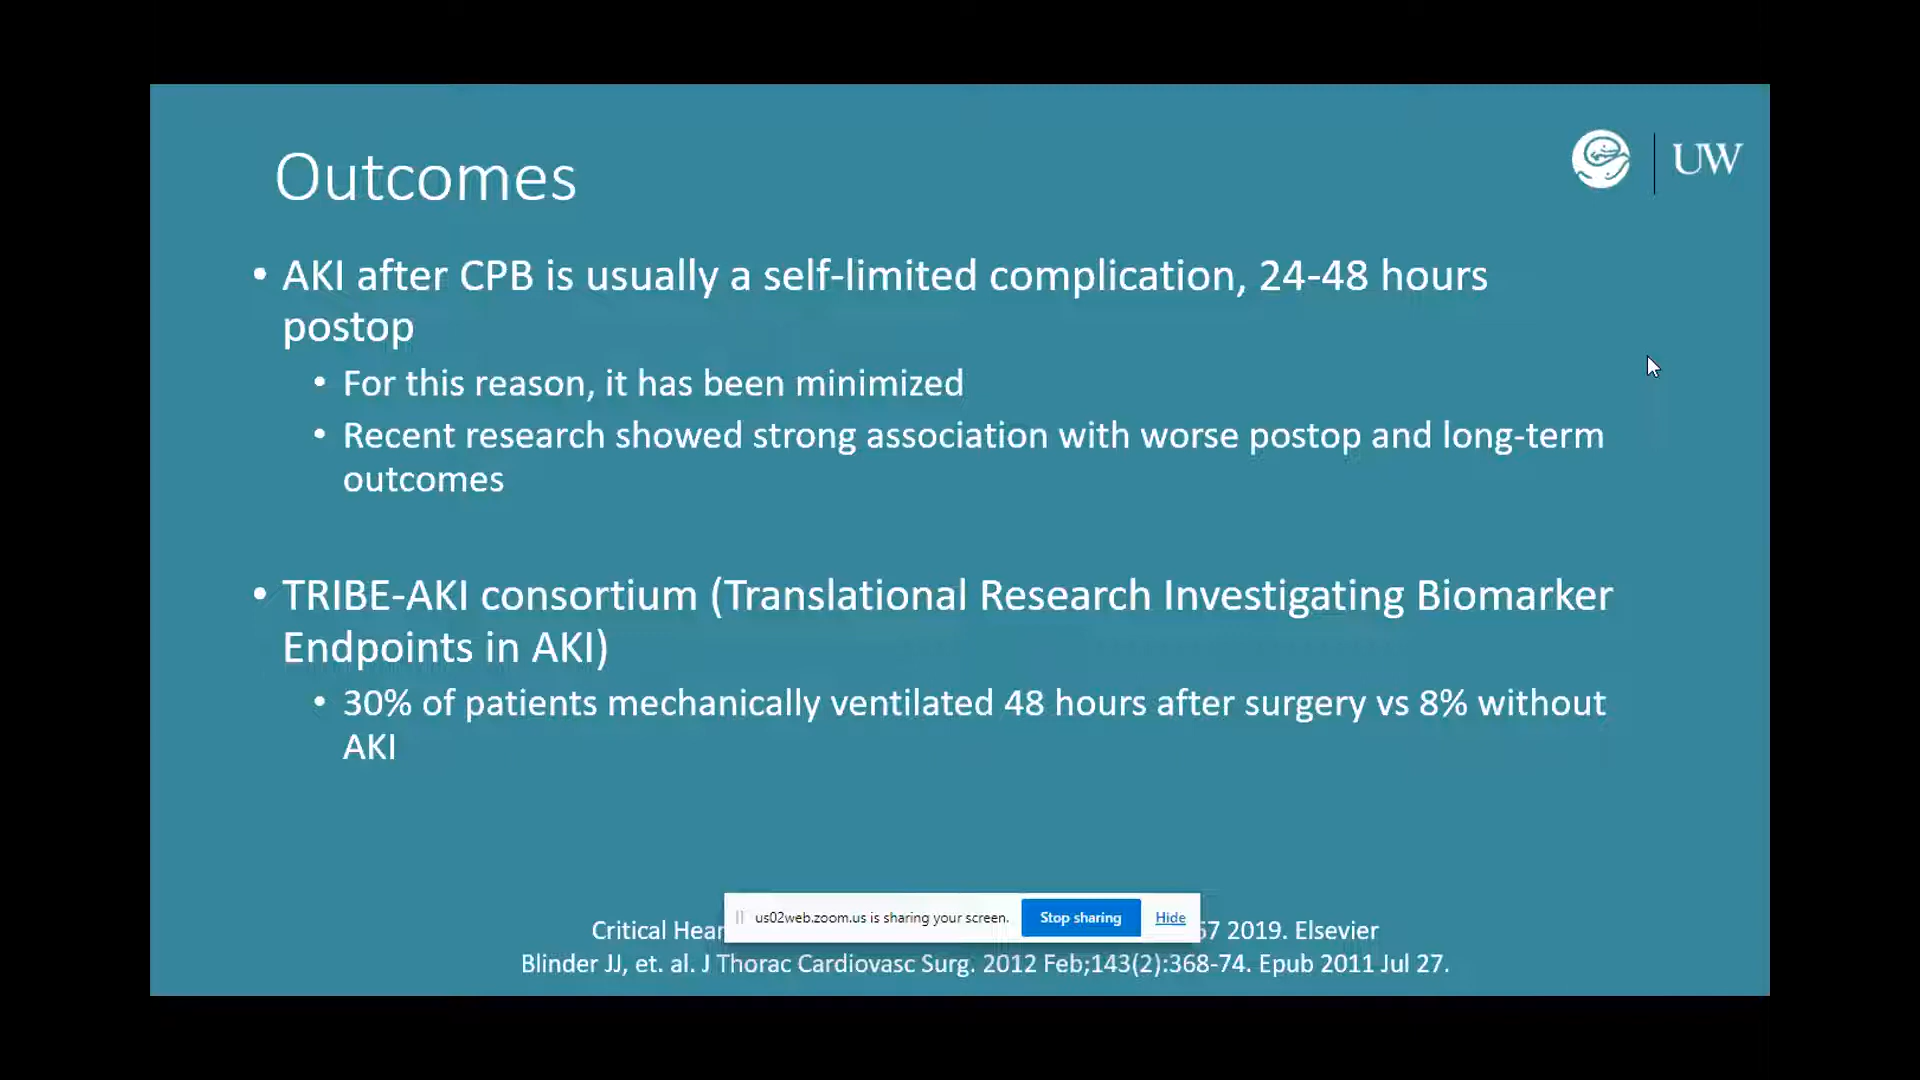 Outcomes
UW
• AKI after CPB is usually a self-limited complication, 24-48 hours
postop
• For this reason, it has been minimized
• Recent research showed strong association with worse postop and long-term
outcomes
• TRIBE-AKI consortium (Translational Research Investigating Biomarker
Endpoints in AKI)
• 30% of patients mechanically ventilated 48 hours after surgery vs 8% without
AKI
us02web.zoom.us is sharing your screen. Stop sharing Hide
Critical 2019. Elsevier
Blinder JJ, et. al. J Thorac Cardiovasc Surg. 2012 Feb;143(2):368-74. Epub 2011 Jul 27.